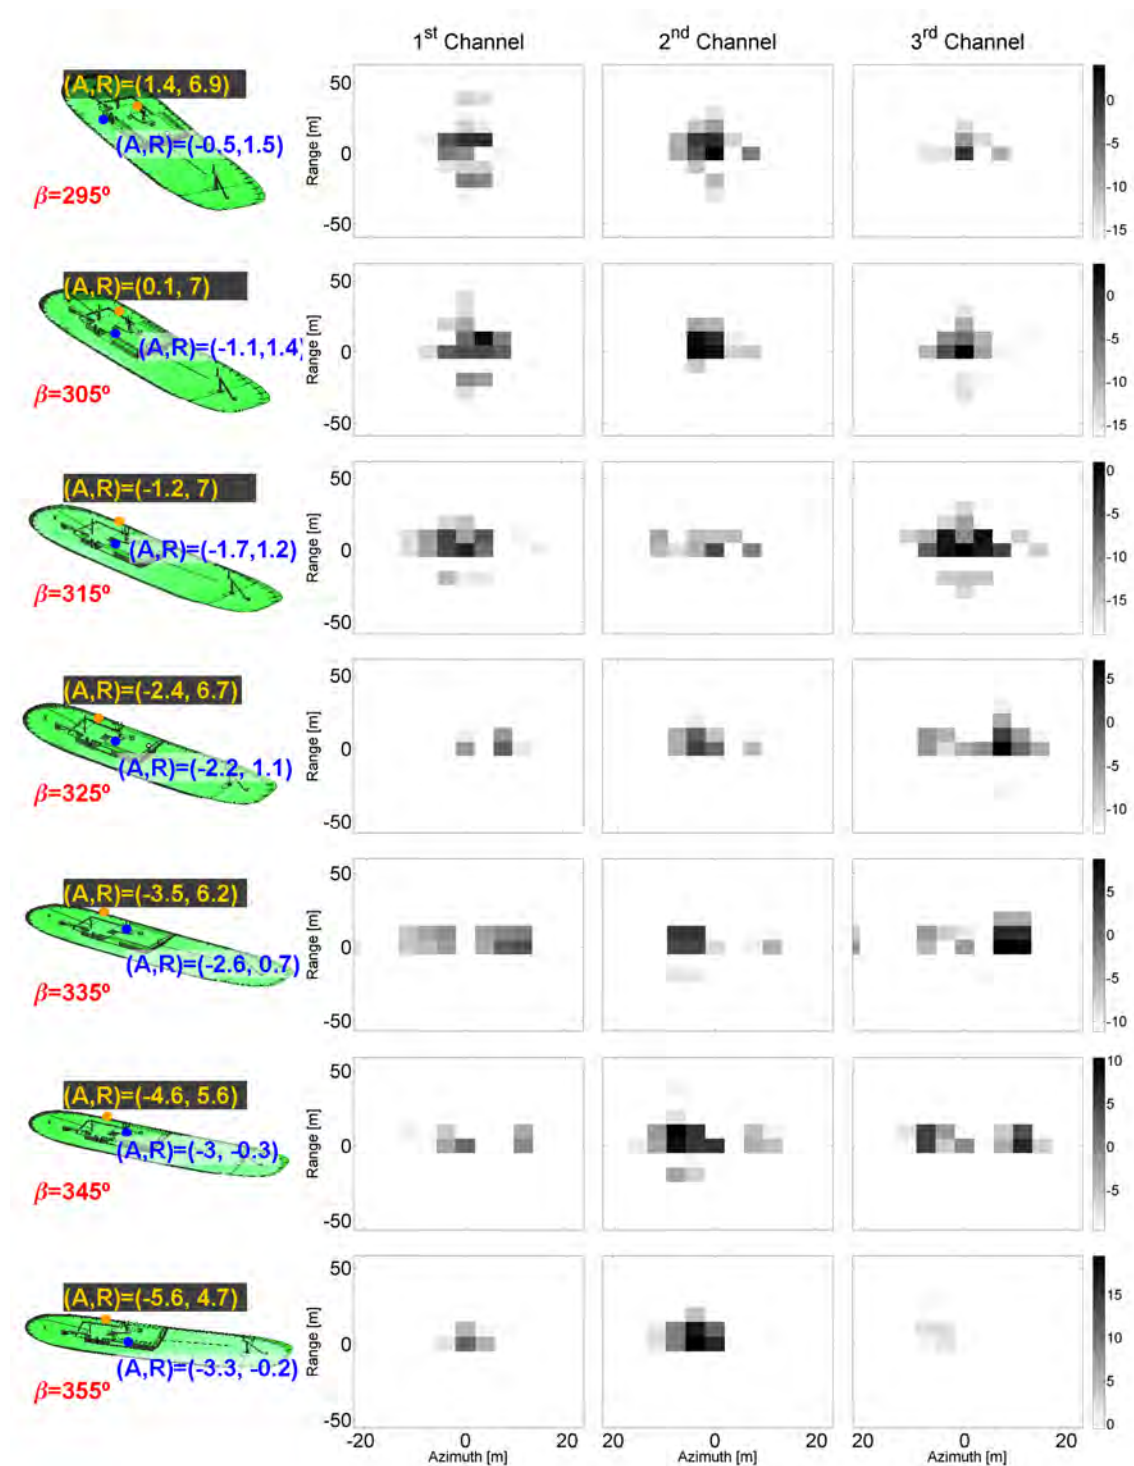 1st Channel 2nd Channel 3rd Channel
(A,R)=(1.4, 6.9)
(A,R)=(-0.5,1.5)
β=295º
Range [m]
50
0
-50
0
-5
-10
-15
(A,R)=(0.1, 7)
(A,R)=(-1.1,1.4)
β=305º
Range [m]
50
0
-50
0
-5
-10
-15
(A,R)=(-1.2, 7)
(A,R)=(-1.7,1.2)
β=315º
Range [m]
50
0
-50
0
-5
-10
-15
(A,R)=(-2.4, 6.7)
(A,R)=(-2.2, 1.1)
β=325º
Range [m]
50
0
-50
5
0
-5
-10
(A,R)=(-3.5, 6.2)
(A,R)=(-2.6, 0.7)
β=335º
Range [m]
50
0
-50
5
0
-5
-10
(A,R)=(-4.6, 5.6)
(A,R)=(-3, -0.3)
β=345º
Range [m]
50
0
-50
10
5
0
-5
(A,R)=(-5.6, 4.7)
(A,R)=(-3.3, -0.2)
β=355º
Range [m]
50
0
-50
15
10
5
0
-20 0 20 -20 0 20 -20 0 20
Azimuth [m] Azimuth [m] Azimuth [m]